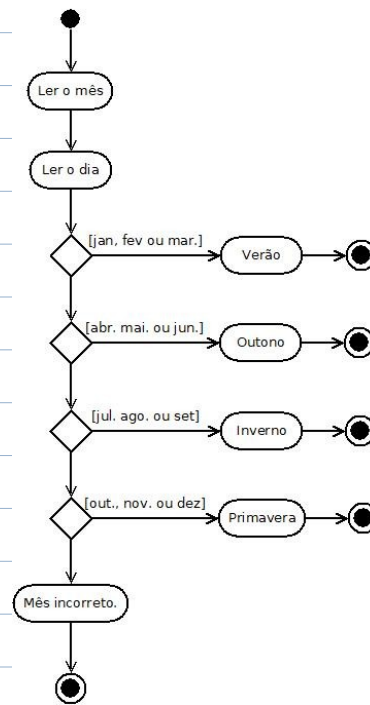 Ler o mês
Ler o dia
[jan, fev ou mar.]
Verão
[abr. mai. ou jun.]
Outono
[jul. ago. ou set]
Inverno
[out., nov. ou dez]
Primavera
Mês incorreto.